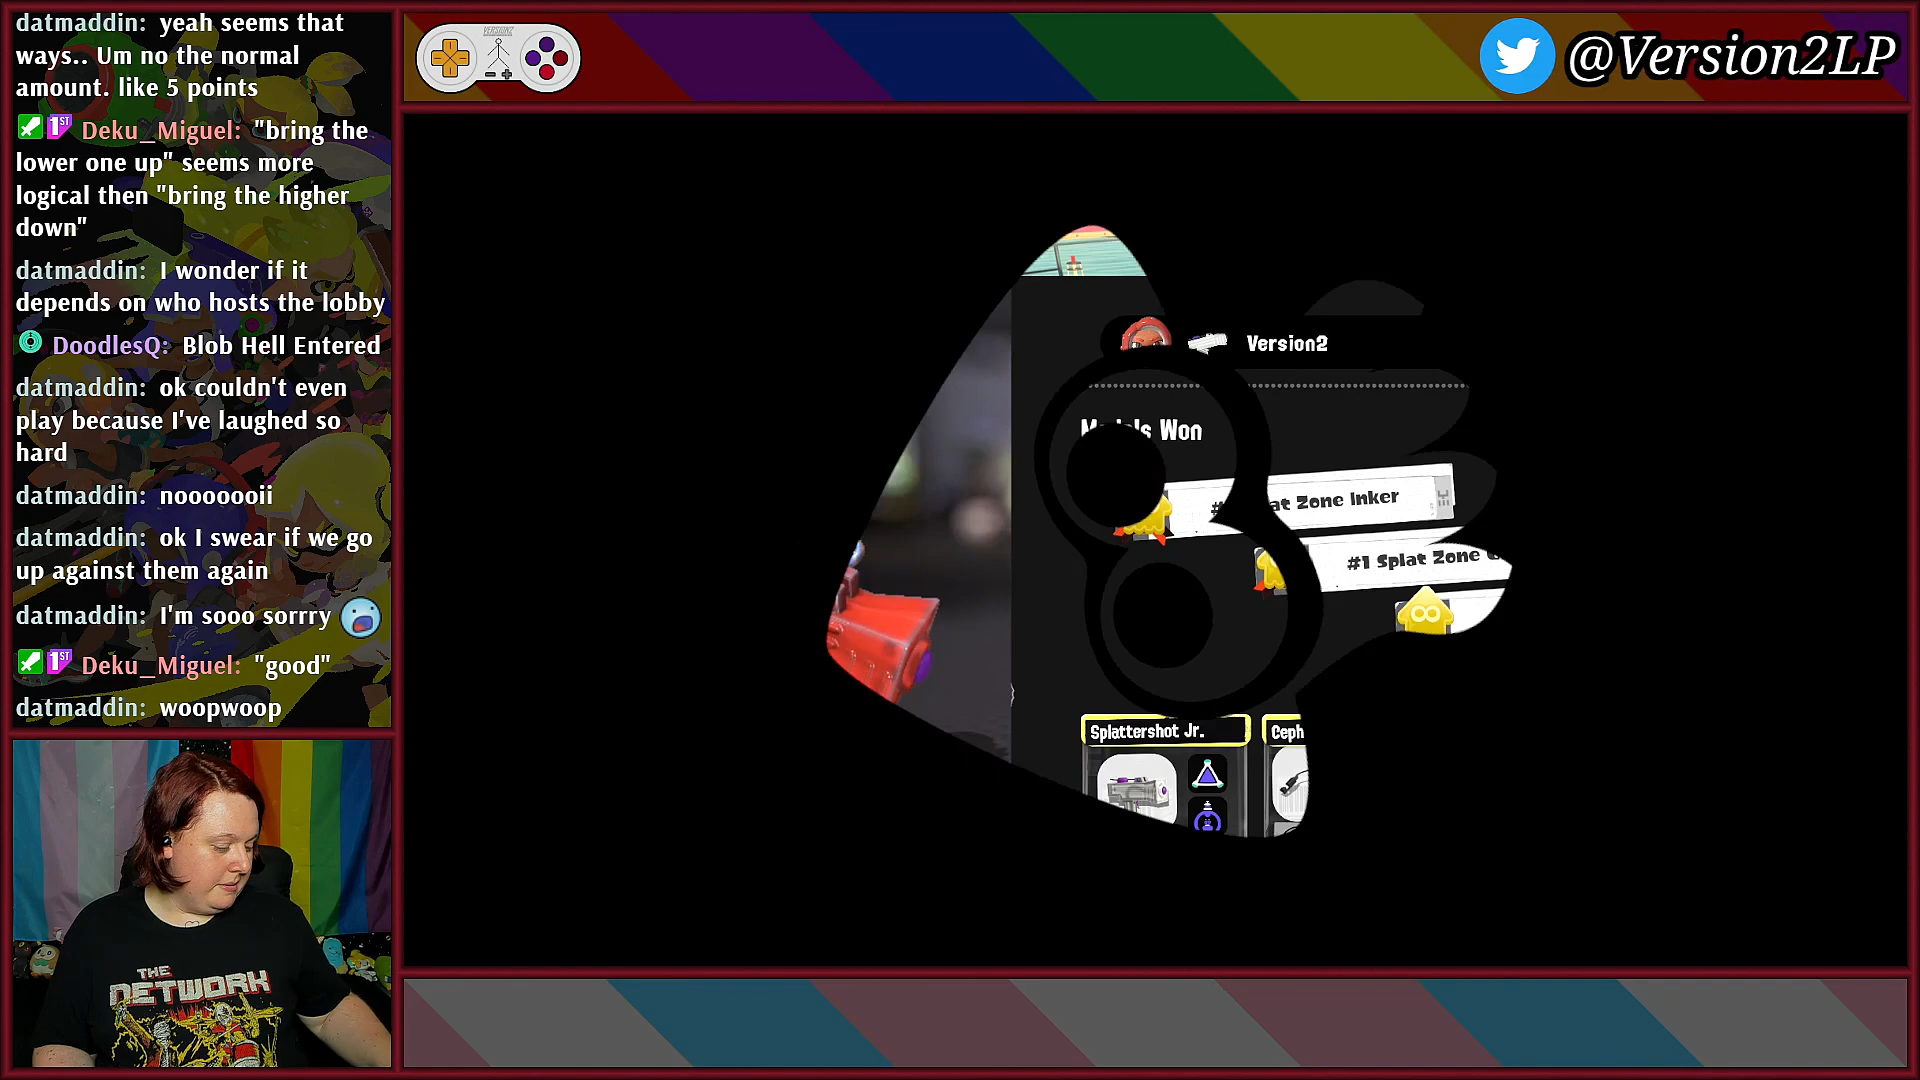 datmaddin: yeah seems that
ways.. Um no the normal
amount. like 5 points
1ST Deku_Miguel: "bring the
lower one up" seems more
logical then "bring the higher
down"
datmaddin: I wonder if it
depends on who hosts the lobby
DoodlesQ: Blob Hell Entered
datmaddin: ok couldn't even
play because I've laughed so
hard
datmaddin: nooooooii
datmaddin: ok I swear if we go
up against them again
datmaddin: I'm sooo sorrry
1ST Deku_Miguel: "good"
datmaddin: woopwoop
THE
NETWORK
VERSION2
@Version2LP
Version2
Won
Zone Inker
#1 Splat Zone
Splattershot Jr.